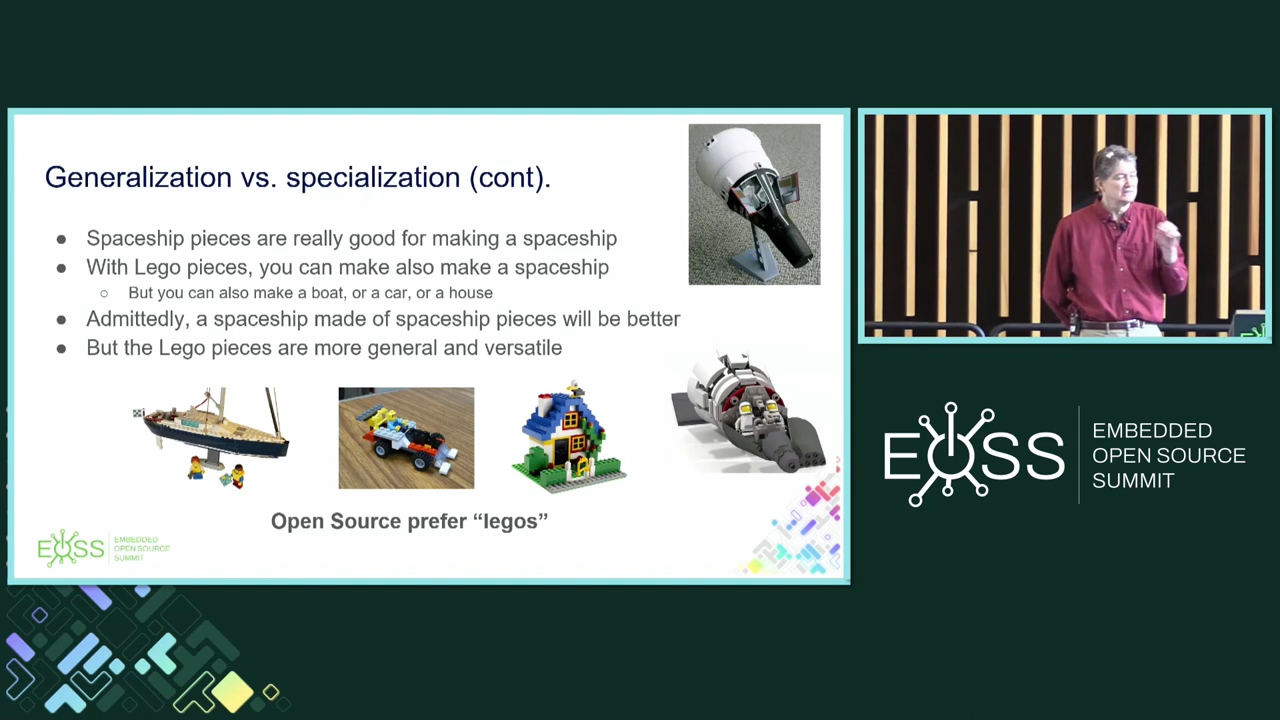 Generalization vs. specialization (cont).
● Spaceship pieces are really good for making a spaceship
● With Lego pieces, you can make also make a spaceship
○ But you can also make a boat, or a car, or a house
● Admittedly, a spaceship made of spaceship pieces will be better
● But the Lego pieces are more general and versatile
Open Source prefer “legos”
EOSS
EMBEDDED
OPEN SOURCE
SUMMIT
EOSS
EMBEDDED
OPEN SOURCE
SUMMIT